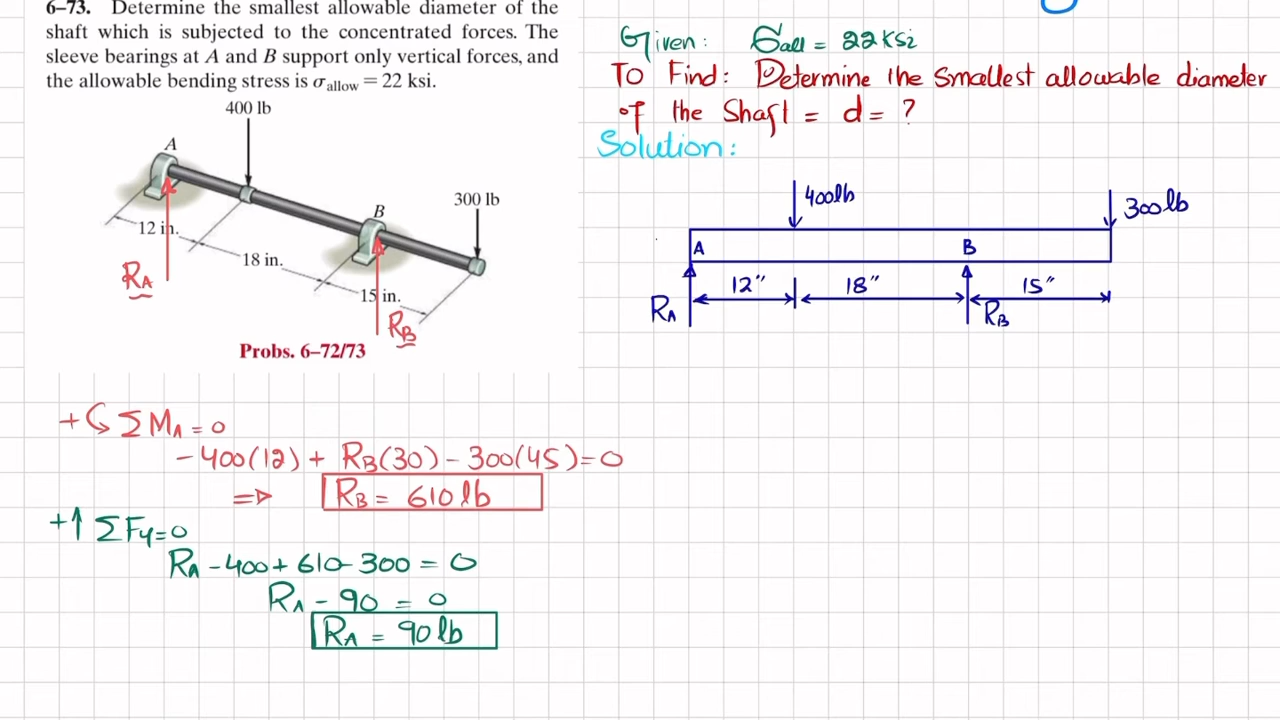 6–73. Determine the smallest allowable diameter of the
shaft which is subjected to the concentrated forces. The
sleeve bearings at A and B support only vertical forces, and
the allowable bending stress is σallow = 22 ksi.
400 lb
A
B
300 lb
12 in.
18 in.
15 in.
RA
RB
Probs. 6–72/73
Given: σall = 22 ksi
To Find: Determine the smallest allowable diameter
of the shaft = d = ?
Solution:
400lb
300lb
A
B
12"
18"
15"
RA
RB
+↺ ΣMA = 0
-400(12) + RB(30) - 300(45) = 0
⇒ RB = 610 lb
+↑ ΣFy = 0
RA - 400 + 610 - 300 = 0
RA - 90 = 0
RA = 90 lb